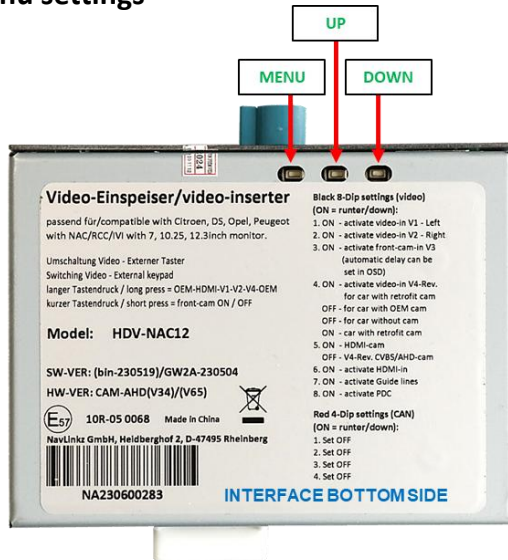 nd settings
UP
MENU
DOWN
Video-Einspeiser/video-inserter
passend für/compatible with Citroen, DS, Opel, Peugeot
with NAC/RCC/IVI with 7, 10.25, 12.3inch monitor.
Umschaltung Video - Externer Taster
Switching Video - External keypad
langer Tastendruck / long press = OEM-HDMI-V1-V2-V4-OEM
kurzer Tastendruck / short press = front-cam ON / OFF
Model: HDV-NAC12
SW-VER: (bin-230519)/GW2A-230504
HW-VER: CAM-AHD(V34)/(V65)
E57 10R-05 0068 Made in China
NavLinkz GmbH, Heidberghof 2, D-47495 Rheinberg
NA230600283
Black 8-Dip settings (video)
(ON = runter/down):
1. ON - activate video-in V1 - Left
2. ON - activate video-in V2 - Right
3. ON - activate front-cam-in V3
(automatic delay can be
set in OSD)
4. ON - activate video-in V4-Rev.
for car with retrofit cam
OFF - for car with OEM cam
OFF - for car without cam
ON - car with retrofit cam
5. ON - HDMI-cam
OFF - V4-Rev. CVBS/AHD-cam
6. ON - activate HDMI-in
7. ON - activate Guide lines
8. ON - activate PDC
Red 4-Dip settings (CAN)
(ON = runter/down):
1. Set OFF
2. Set OFF
3. Set OFF
4. Set OFF
INTERFACE BOTTOM SIDE